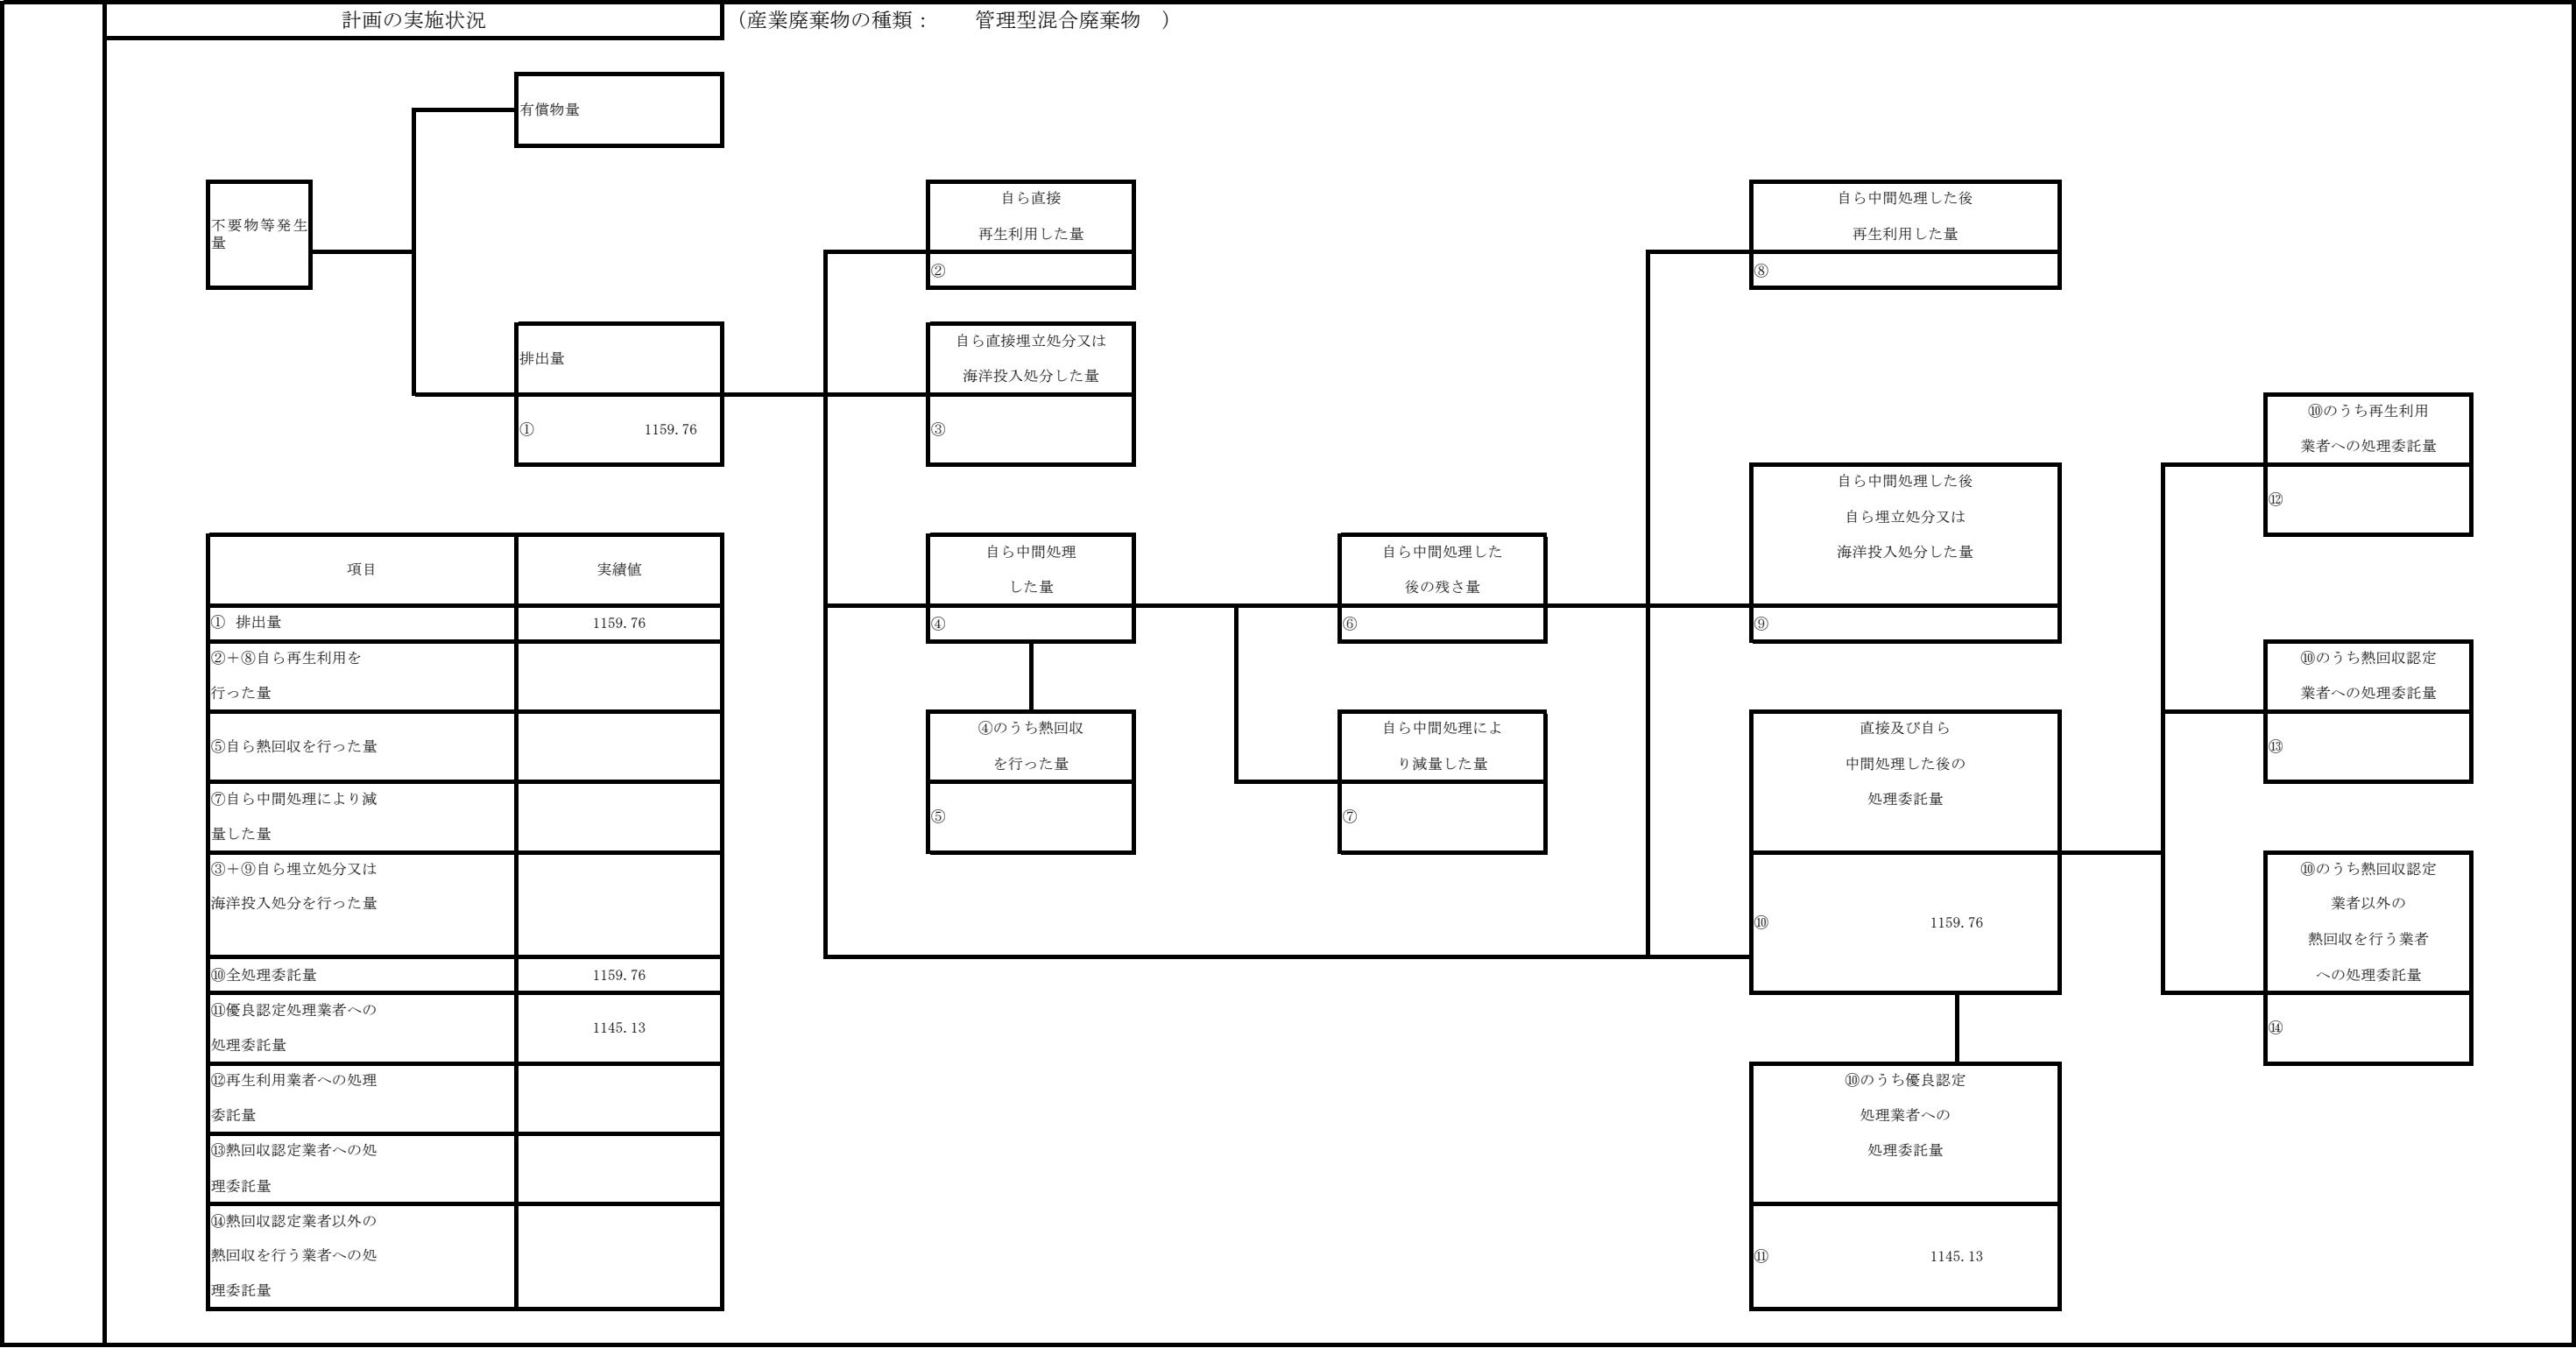 計画の実施状況
（産業廃棄物の種類：　　管理型混合廃棄物　）
有償物量
不要物等発生
量
自ら直接
再生利用した量
②
自ら中間処理した後
再生利用した量
⑧
排出量
① 1159.76
自ら直接埋立処分又は
海洋投入処分した量
③
⑩のうち再生利用
業者への処理委託量
⑫
自ら中間処理した後
自ら埋立処分又は
海洋投入処分した量
⑨
自ら中間処理
した量
④
自ら中間処理した
後の残さ量
⑥
④のうち熱回収
を行った量
⑤
自ら中間処理によ
り減量した量
⑦
直接及び自ら
中間処理した後の
処理委託量
⑩ 1159.76
⑩のうち熱回収認定
業者への処理委託量
⑬
⑩のうち熱回収認定
業者以外の
熱回収を行う業者
への処理委託量
⑭
⑩のうち優良認定
処理業者への
処理委託量
⑪ 1145.13
項目 実績値
① 排出量 1159.76
②＋⑧自ら再生利用を
行った量
⑤自ら熱回収を行った量
⑦自ら中間処理により減
量した量
③＋⑨自ら埋立処分又は
海洋投入処分を行った量
⑩全処理委託量 1159.76
⑪優良認定処理業者への
処理委託量 1145.13
⑫再生利用業者への処理
委託量
⑬熱回収認定業者への処
理委託量
⑭熱回収認定業者以外の
熱回収を行う業者への処
理委託量